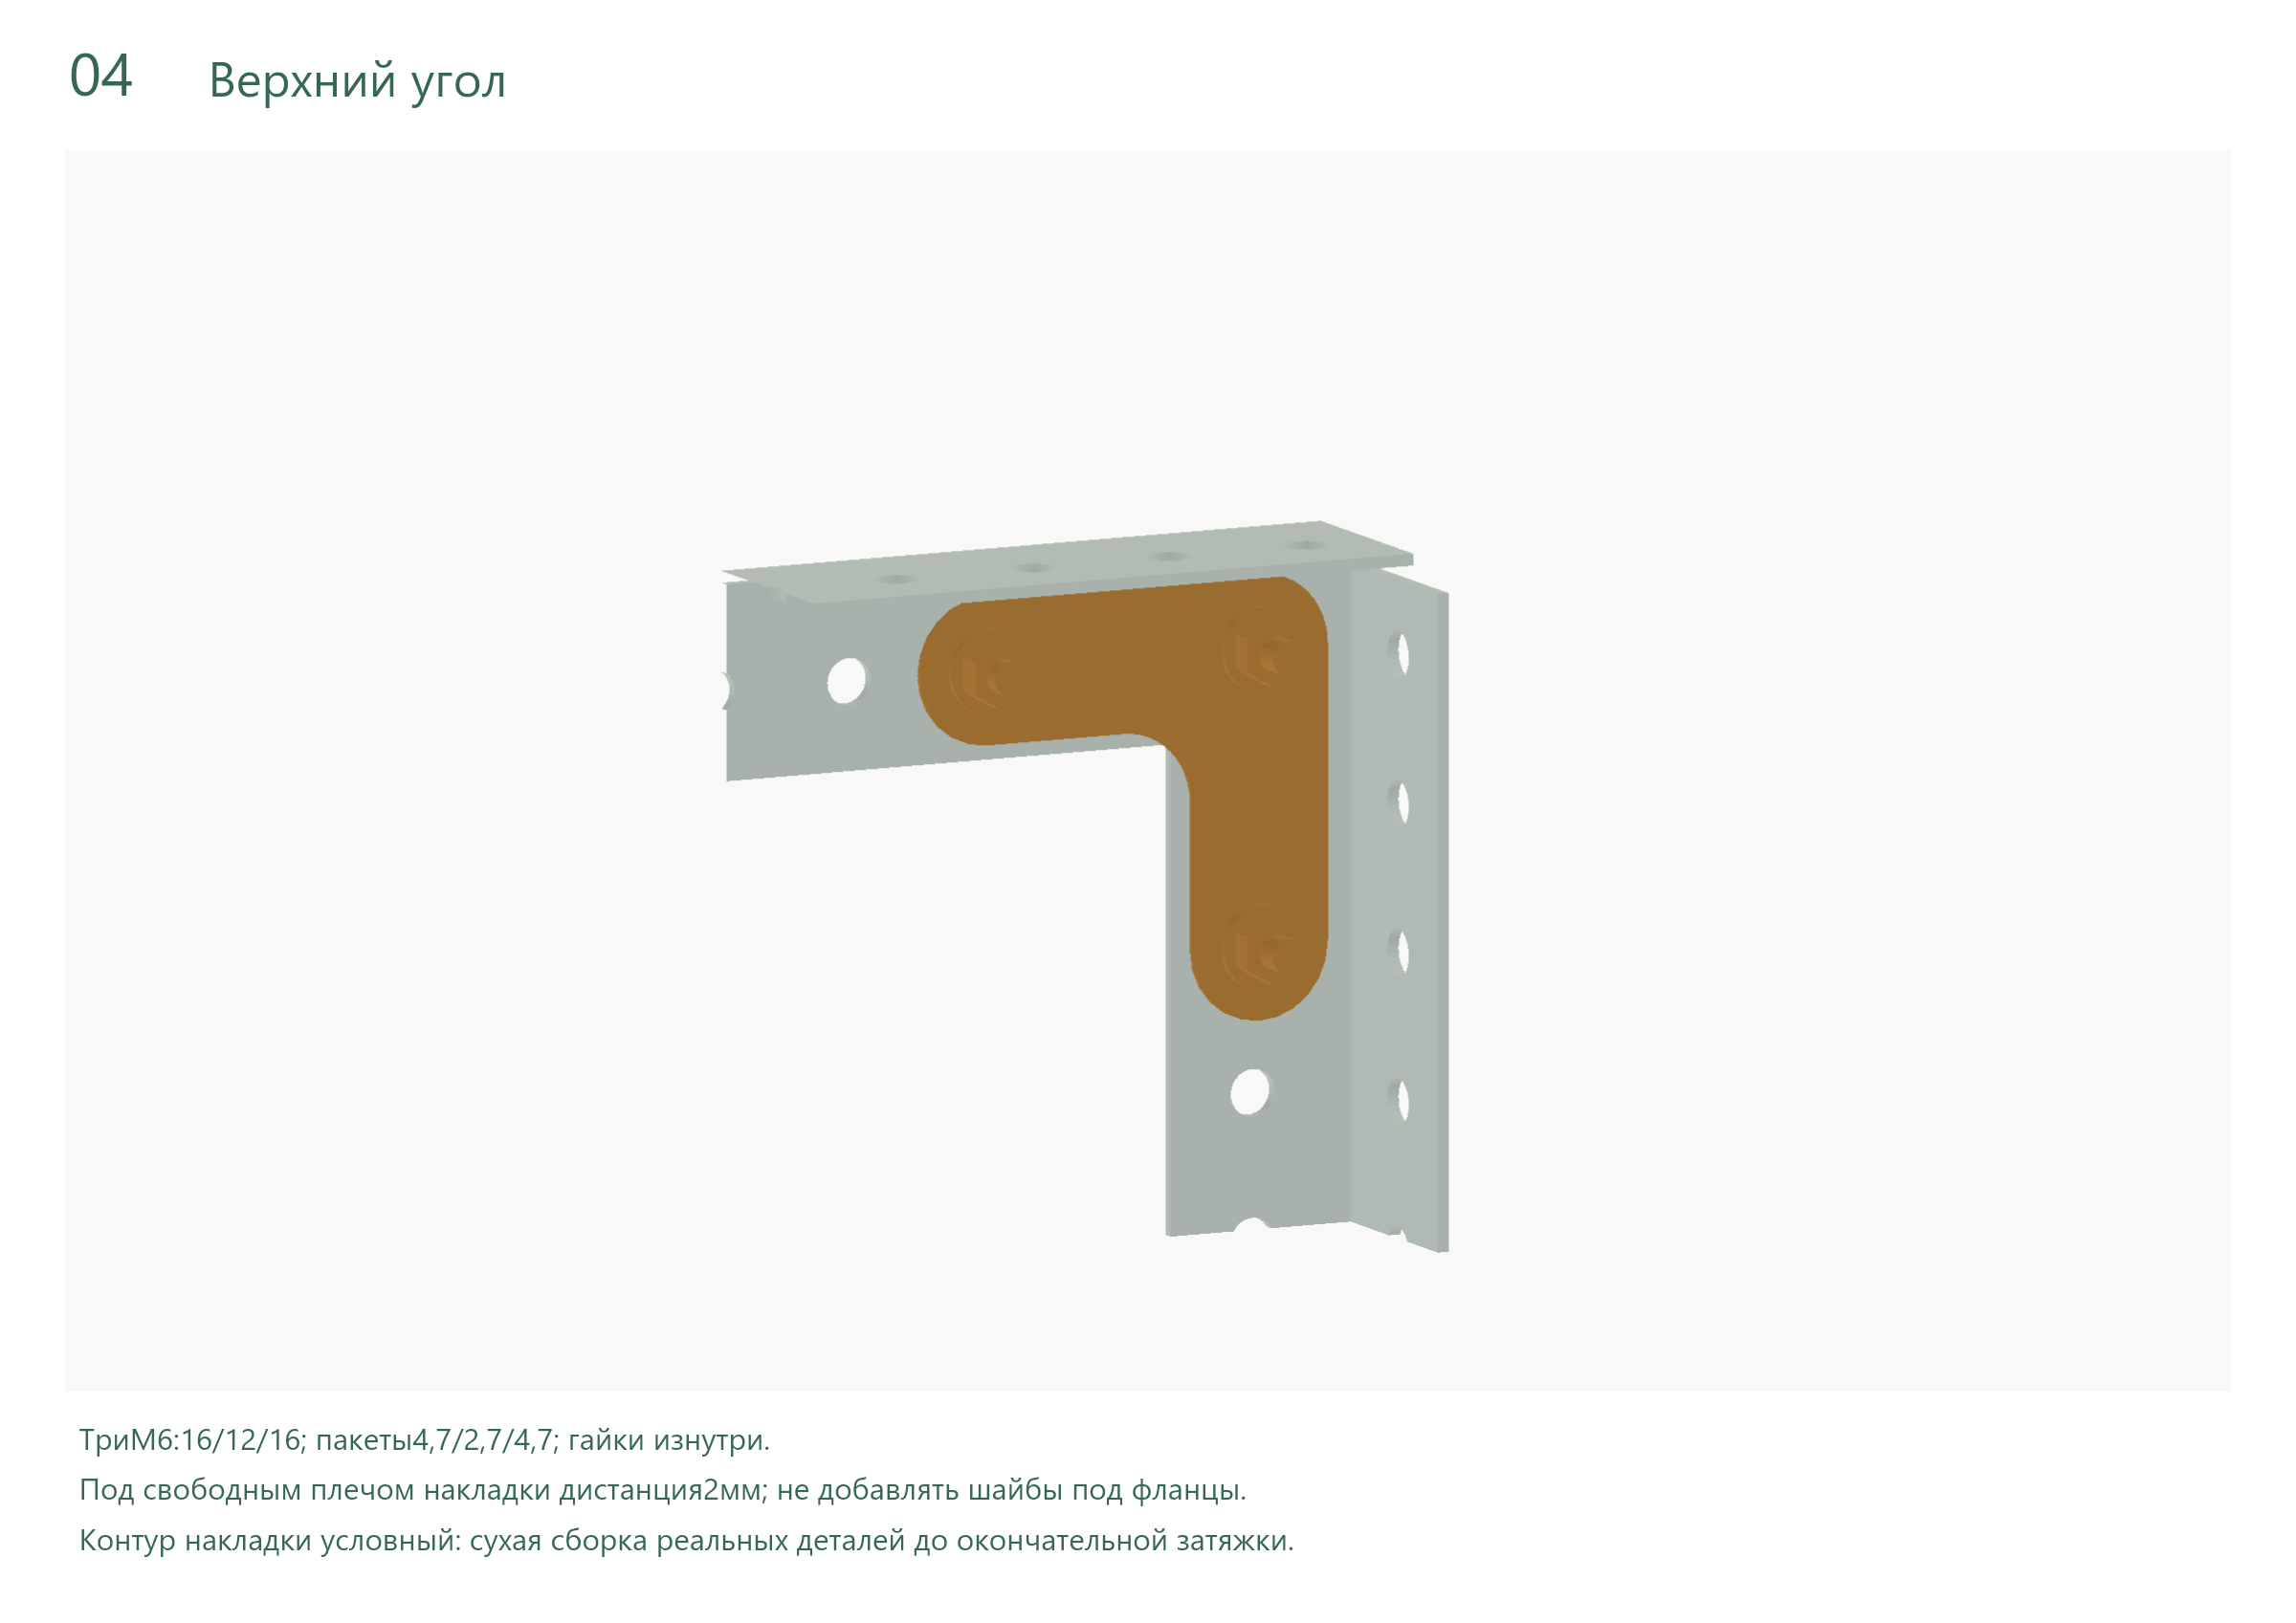 04 Верхний угол
ТриМ6:16/12/16; пакеты4,7/2,7/4,7; гайки изнутри.
Под свободным плечом накладки дистанция2мм; не добавлять шайбы под фланцы.
Контур накладки условный: сухая сборка реальных деталей до окончательной затяжки.